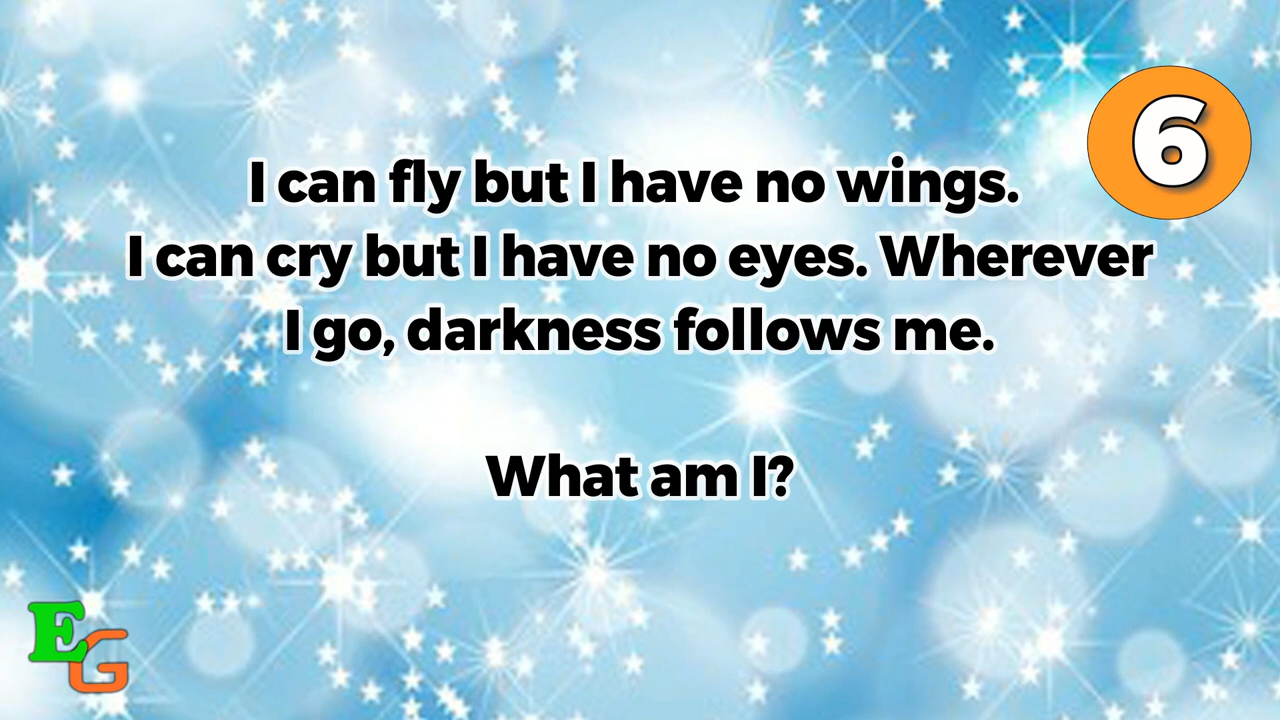 6
I can fly but I have no wings.
I can cry but I have no eyes. Wherever
I go, darkness follows me.
What am I?
EG